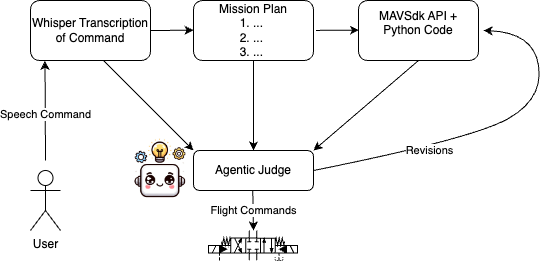 Whisper Transcription
of Command
Mission Plan
1. ...
2. ...
3. ...
MAVSdk API +
Python Code
Speech Command
Revisions
Agentic Judge
Flight Commands
User